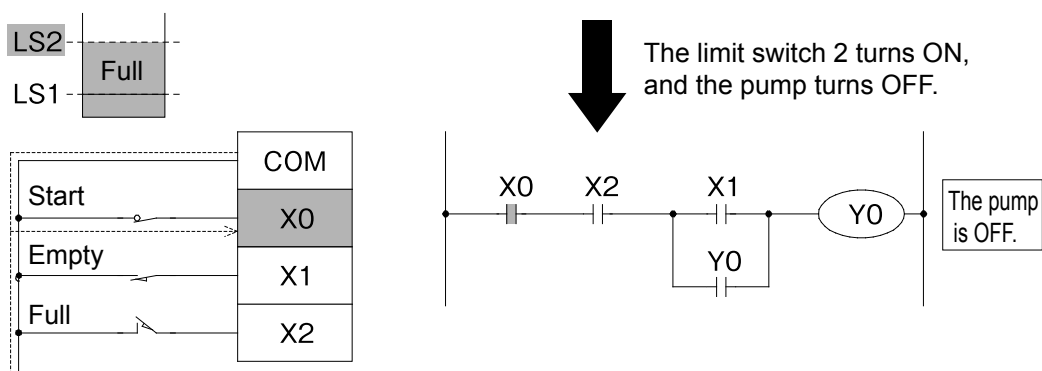 LS2
Full
LS1
The limit switch 2 turns ON,
and the pump turns OFF.
COM
Start
X0
Empty
X1
Full
X2
X0 X2 X1
Y0
Y0
The pump
is OFF.